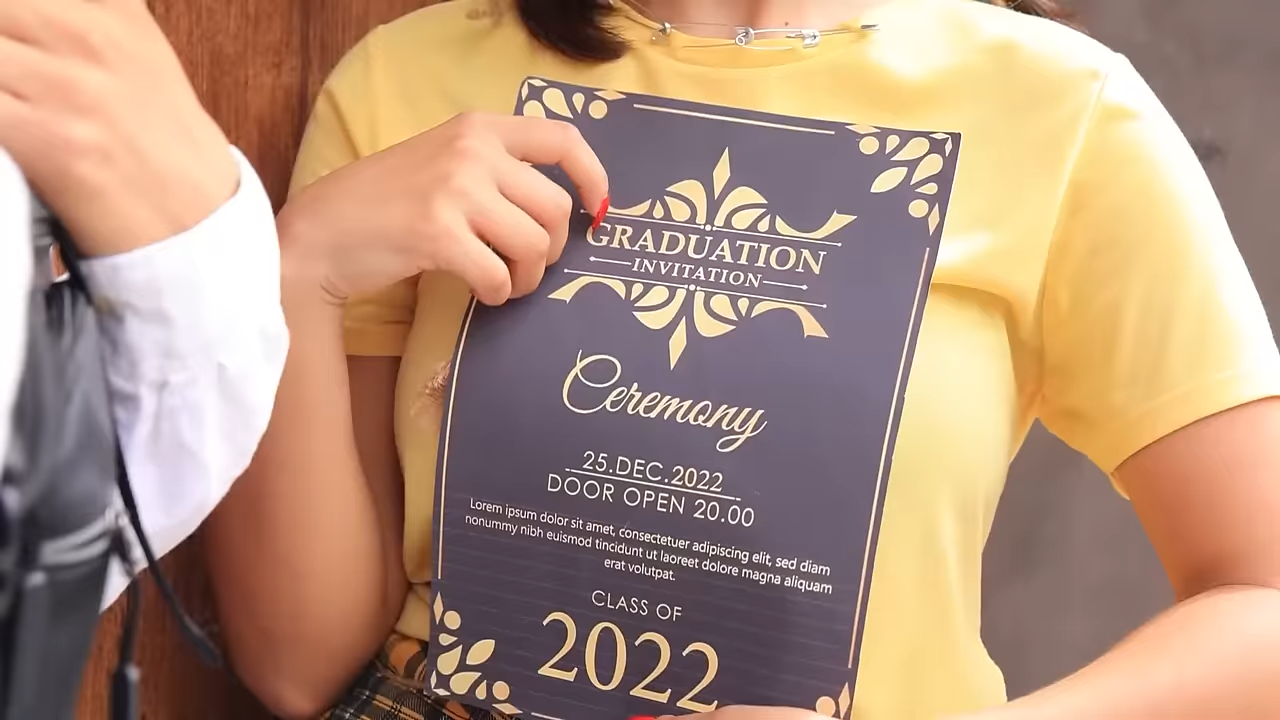 GRADUATION
INVITATION
Ceremony
25.DEC.2022
DOOR OPEN 20.00
Lorem ipsum dolor sit amet, consectetuer adipiscing elit, sed diam
nonummy nibh euismod tincidunt ut laoreet dolore magna aliquam
erat volutpat.
CLASS OF
2022